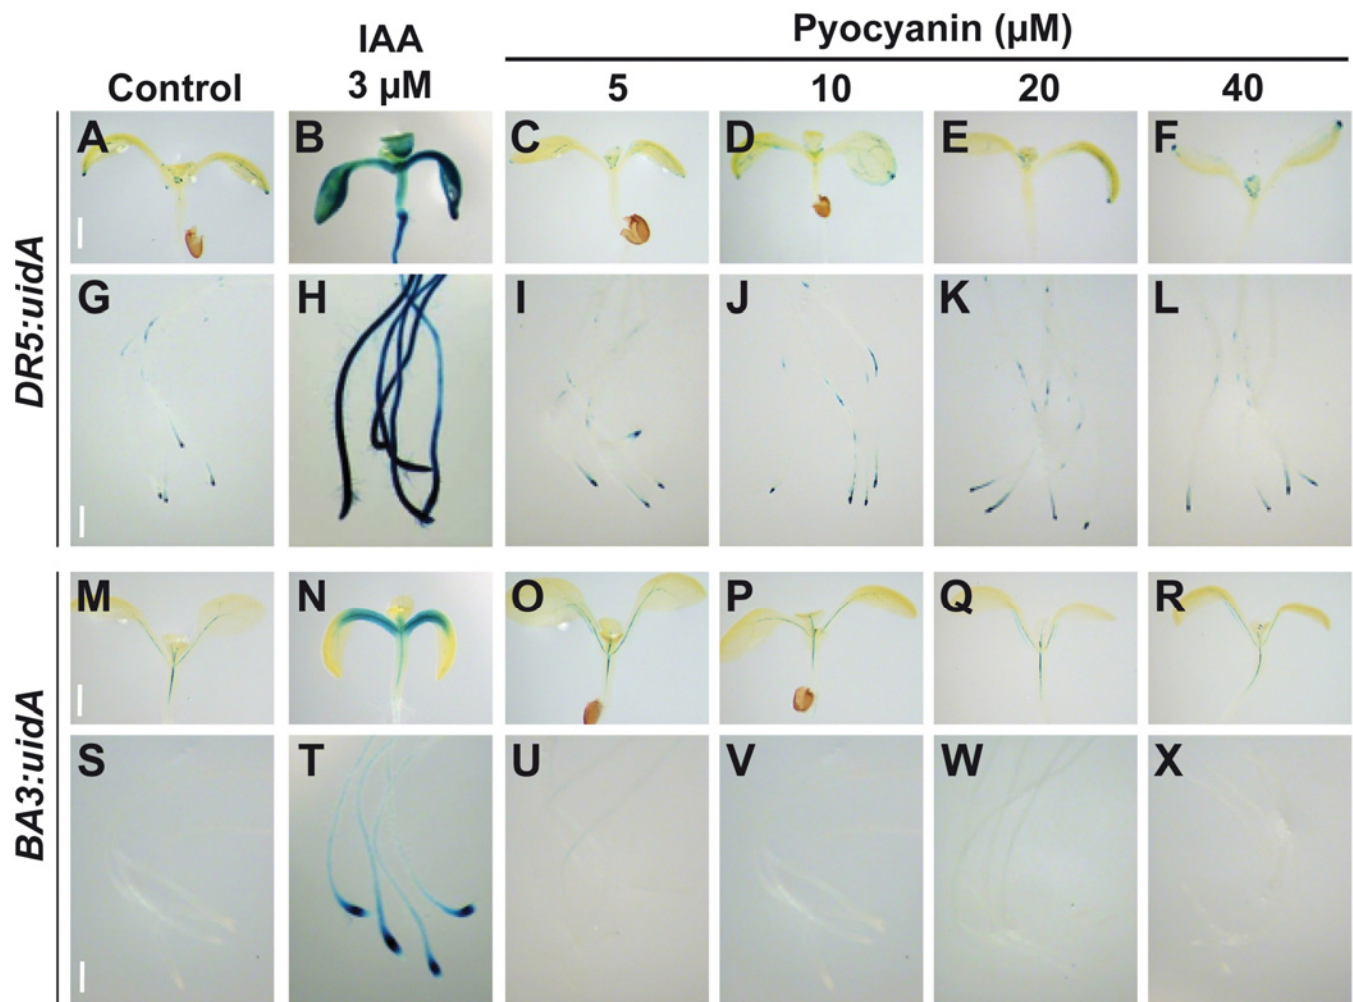 Pyocyanin (µM)
IAA
Control 3 µM 5 10 20 40
A B C D E F
DR5:uidA
G H I J K L
M N O P Q R
BA3:uidA
S T U V W X